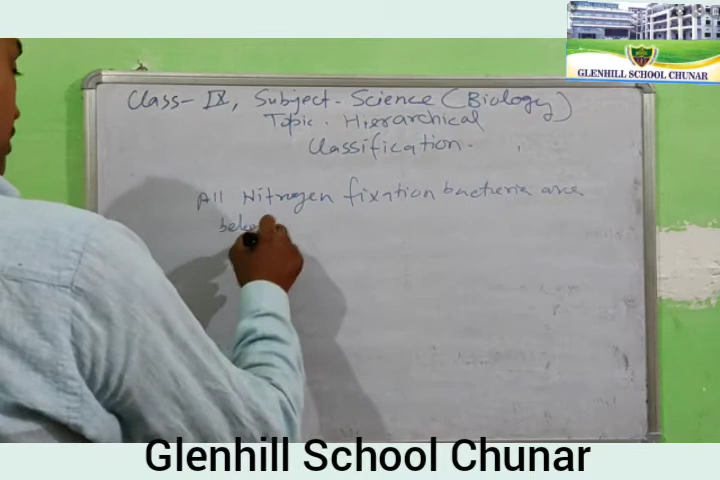 GLENHILL SCHOOL CHUNAR
Class- IX, Subject - Science (Biology)
Topic. Hierarchical
Classification.
All Nitrogen fixation bacteria are
Glenhill School Chunar